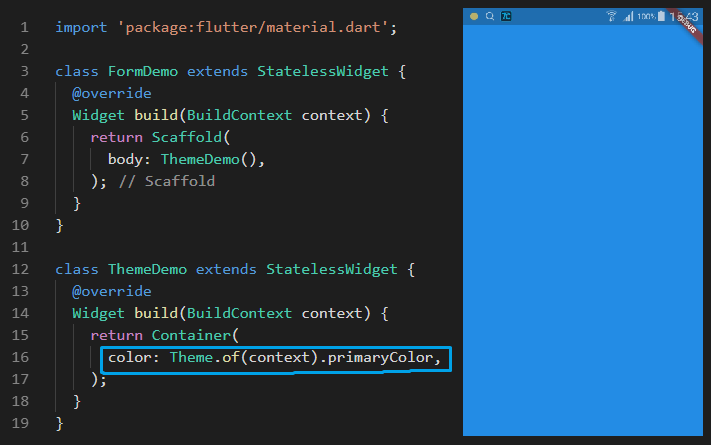 1 import 'package:flutter/material.dart';
2
3 class FormDemo extends StatelessWidget {
4 @override
5 Widget build(BuildContext context) {
6 return Scaffold(
7 body: ThemeDemo(),
8 ); // Scaffold
9 }
10 }
11
12 class ThemeDemo extends StatelessWidget {
13 @override
14 Widget build(BuildContext context) {
15 return Container(
16 color: Theme.of(context).primaryColor,
17 );
18 }
19 }
7C 100%
DEBUG